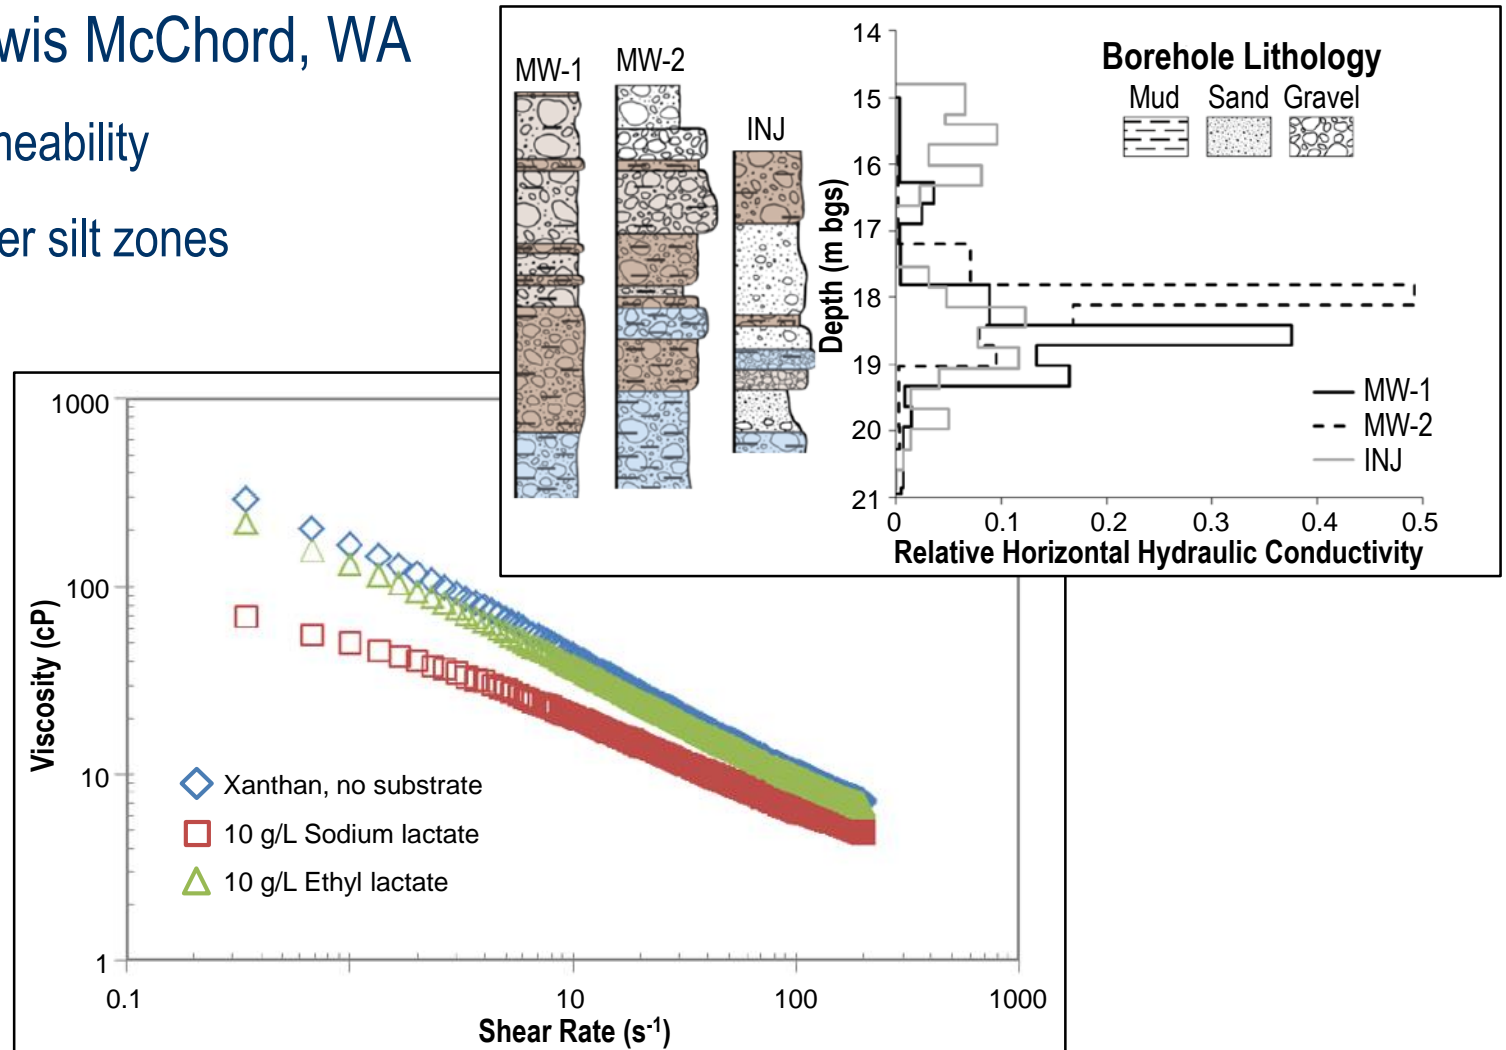 wis McChord, WA
meability
er silt zones
MW-1
MW-2
INJ
Borehole Lithology
Mud Sand Gravel
14
15
16
17
18
19
20
21
Depth (m bgs)
MW-1
MW-2
INJ
0 0.1 0.2 0.3 0.4 0.5
Relative Horizontal Hydraulic Conductivity
1000
100
10
1
Viscosity (cP)
Xanthan, no substrate
10 g/L Sodium lactate
10 g/L Ethyl lactate
0.1 10 100 1000
Shear Rate (s-1)